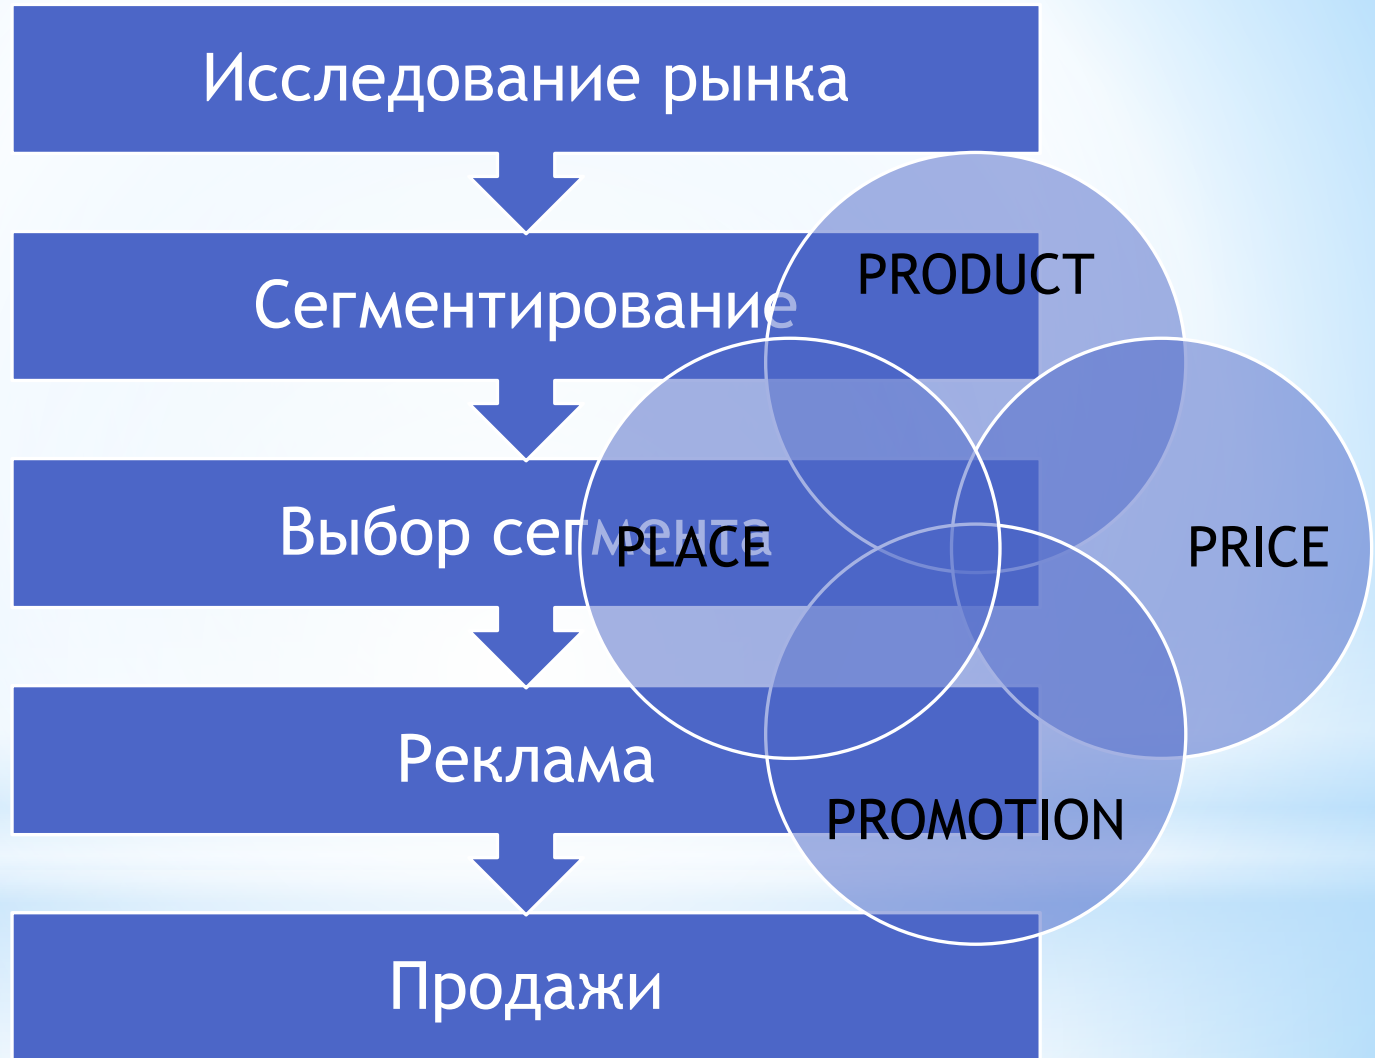 Исследование рынка
Сегментирование
Выбор сегмента
Реклама
Продажи
PRODUCT
PLACE
PRICE
PROMOTION